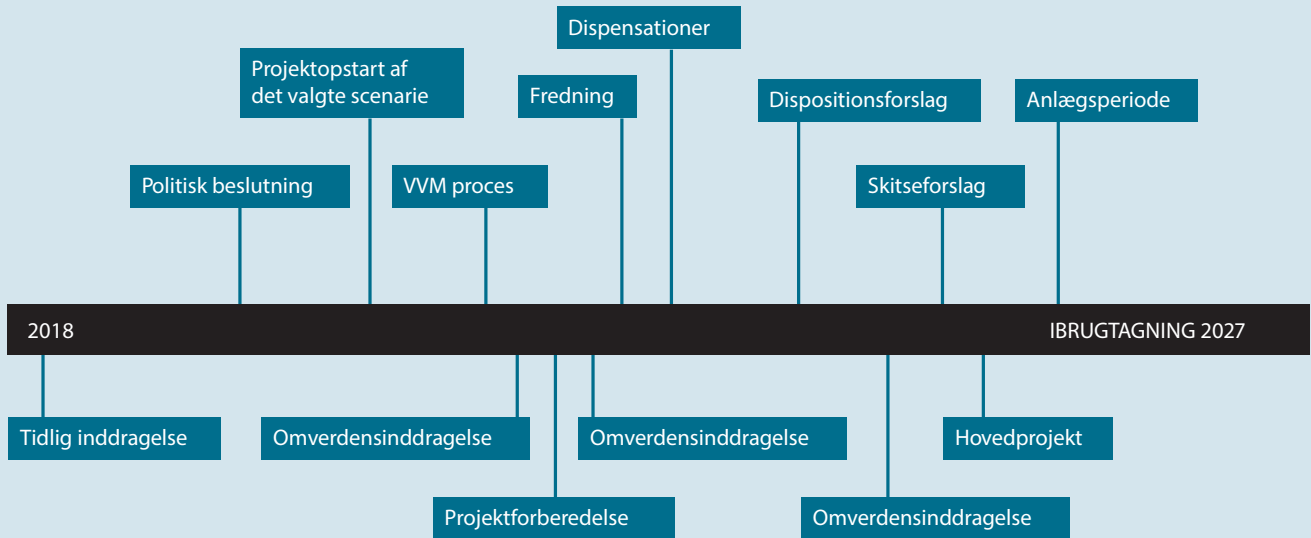 Dispensationer
Projektopstart af
det valgte scenarie
Fredning
Dispositionsforslag
Anlægsperiode
Politisk beslutning
VVM proces
Skitseforslag
2018
IBRUGTAGNING 2027
Tidlig inddragelse
Omverdensinddragelse
Omverdensinddragelse
Hovedprojekt
Projektforberedelse
Omverdensinddragelse